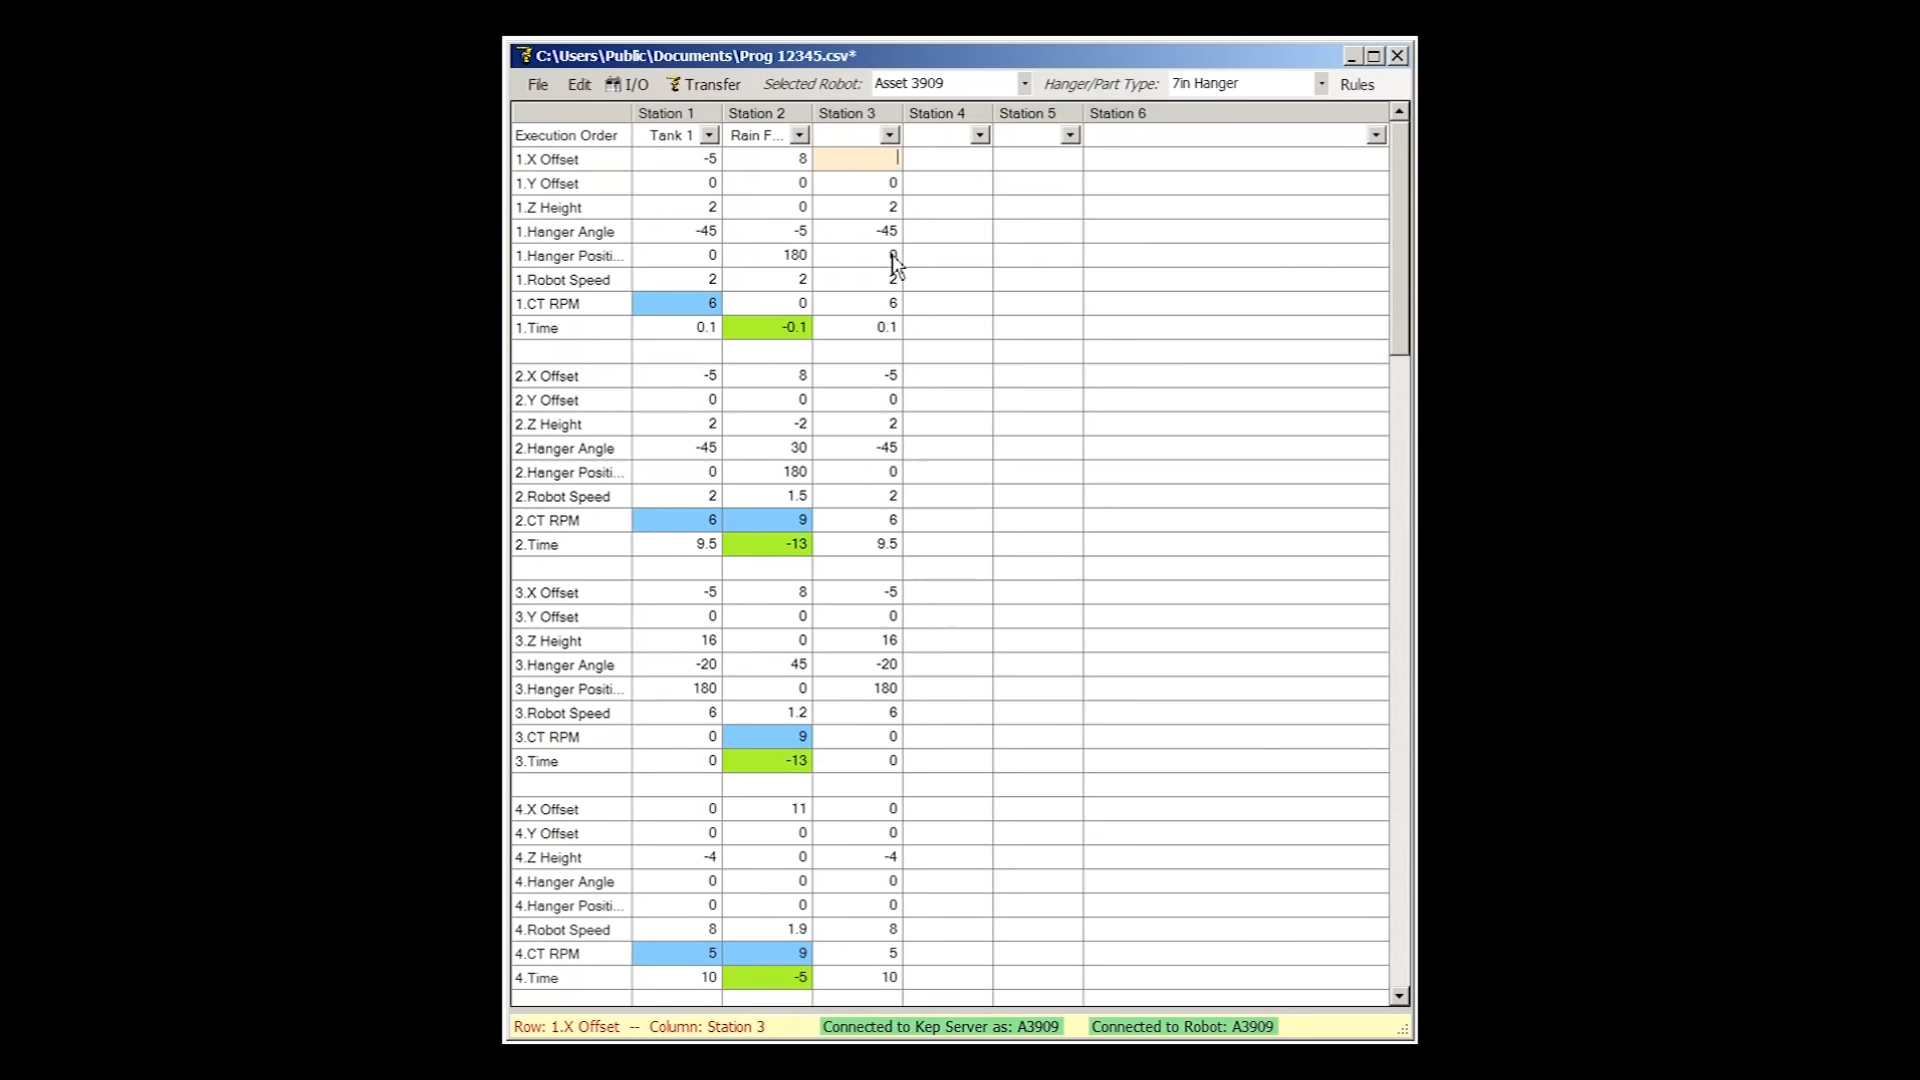 C:\Users\Public\Documents\Prog 12345.csv*
File Edit I/O Transfer Selected Robot: Asset 3909 Hanger/Part Type: 7in Hanger Rules
Station 1 Station 2 Station 3 Station 4 Station 5 Station 6
Execution Order Tank 1 Rain F...
1.X Offset -5 8
1.Y Offset 0 0 0
1.Z Height 2 0 2
1.Hanger Angle -45 -5 -45
1.Hanger Positi... 0 180
1.Robot Speed 2 2 2
1.CT RPM 6 0 6
1.Time 0.1 -0.1 0.1
2.X Offset -5 8 -5
2.Y Offset 0 0 0
2.Z Height 2 -2 2
2.Hanger Angle -45 30 -45
2.Hanger Positi... 0 180 0
2.Robot Speed 2 1.5 2
2.CT RPM 6 9 6
2.Time 9.5 -13 9.5
3.X Offset -5 8 -5
3.Y Offset 0 0 0
3.Z Height 16 0 16
3.Hanger Angle -20 45 -20
3.Hanger Positi... 180 0 180
3.Robot Speed 6 1.2 6
3.CT RPM 0 9 0
3.Time 0 -13 0
4.X Offset 0 11 0
4.Y Offset 0 0 0
4.Z Height -4 0 -4
4.Hanger Angle 0 0 0
4.Hanger Positi... 0 0 0
4.Robot Speed 8 1.9 8
4.CT RPM 5 9 5
4.Time 10 -5 10
Row: 1.X Offset -- Column: Station 3 Connected to Kep Server as: A3909 Connected to Robot: A3909